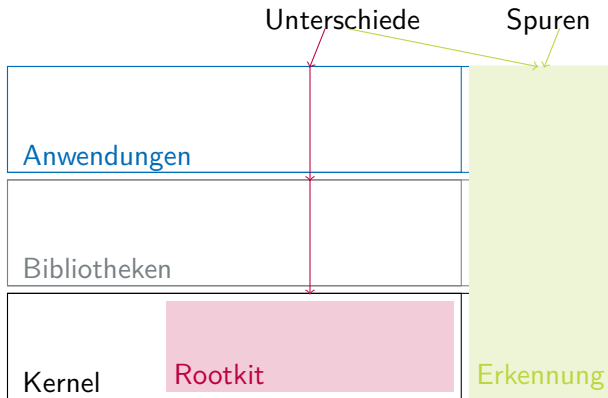 Unterschiede Spuren
Anwendungen
Bibliotheken
Kernel Rootkit Erkennung